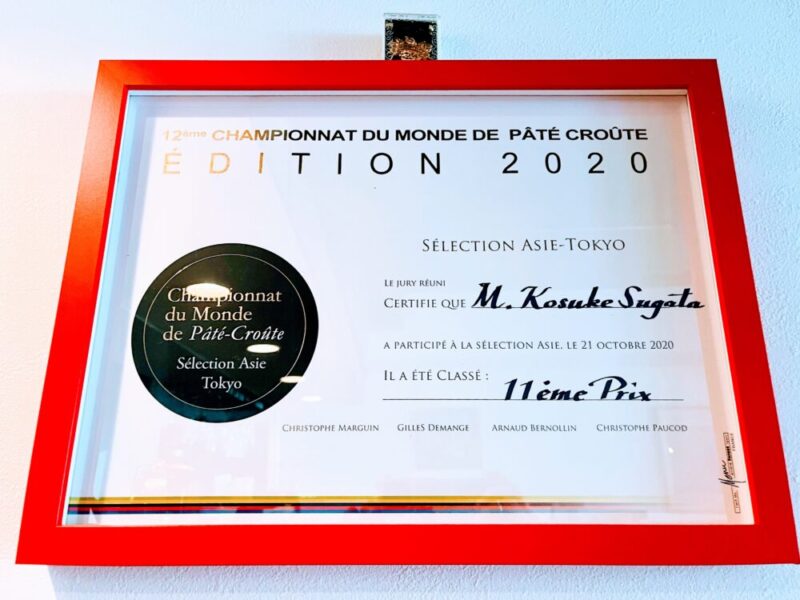 12ème CHAMPIONNAT DU MONDE DE PÂTÉ CROÛTE
ÉDITION 2020
SÉLECTION ASIE-TOKYO
LE JURY RÉUNI
CERTIFIE QUE M. Kosuke Sugata
A PARTICIPÉ À LA SÉLECTION ASIE, LE 21 OCTOBRE 2020
IL A ÉTÉ CLASSÉ : 11ème Prix
Championnat
du Monde
de Pâté-Croûte
Sélection Asie
Tokyo
CHRISTOPHE MARGUIN GILLES DEMANGE ARNAUD BERNOLLIN CHRISTOPHE PAUCOD